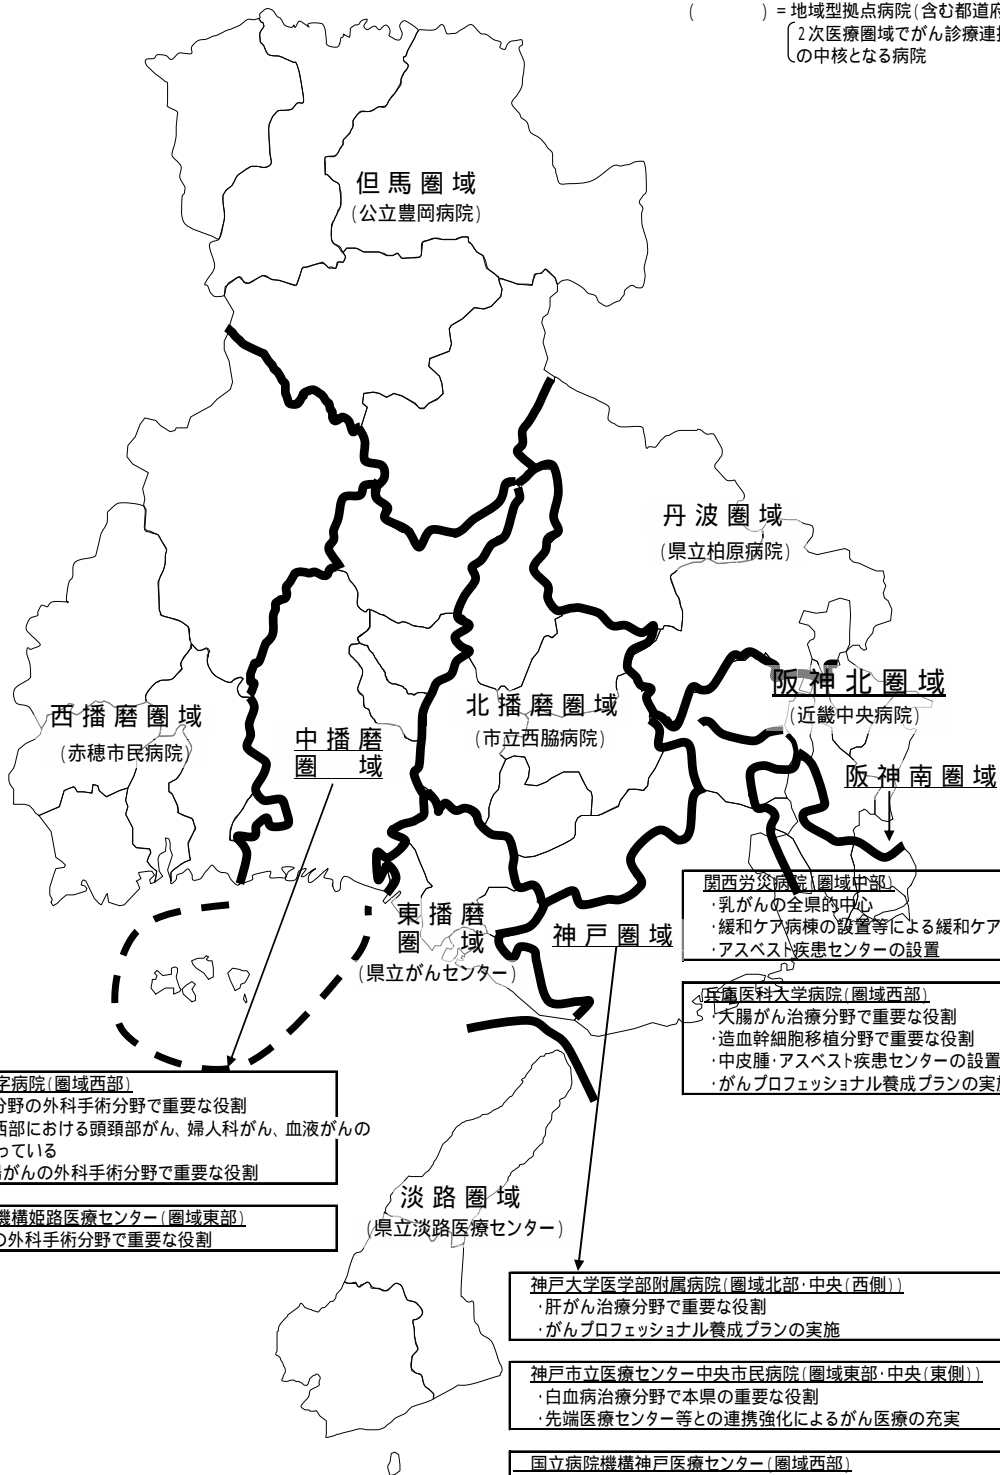 ( ) = 地域型拠点病院(含む都道府
2次医療圏域でがん診療連
の中核となる病院
但馬圏域
(公立豊岡病院)
丹波圏域
(県立柏原病院)
阪神北圏域
(近畿中央病院)
阪神南圏域
西播磨圏域
(赤穂市民病院)
中播磨
圏 域
北播磨圏域
(市立西脇病院)
東播磨
圏 域
(県立がんセンター)
神戸圏域
関西労災病院(圏域中部)
・乳がんの全県的中心
・緩和ケア病棟の設置等による緩和ケア
・アスベスト疾患センターの設置
兵庫医科大学病院(圏域西部)
・大腸がん治療分野で重要な役割
・造血幹細胞移植分野で重要な役割
・中皮腫・アスベスト疾患センターの設置
・がんプロフェッショナル養成プランの実施
字病院(圏域西部)
分野の外科手術分野で重要な役割
西部における頭頚部がん、婦人科がん、血液がんの
っている
がんの外科手術分野で重要な役割
機構姫路医療センター(圏域東部)
の外科手術分野で重要な役割
淡路圏域
(県立淡路医療センター)
神戸大学医学部附属病院(圏域北部・中央(西側))
・肝がん治療分野で重要な役割
・がんプロフェッショナル養成プランの実施
神戸市立医療センター中央市民病院(圏域東部・中央(東側))
・白血病治療分野で本県の重要な役割
・先端医療センター等との連携強化によるがん医療の充実
国立病院機構神戸医療センター(圏域西部)